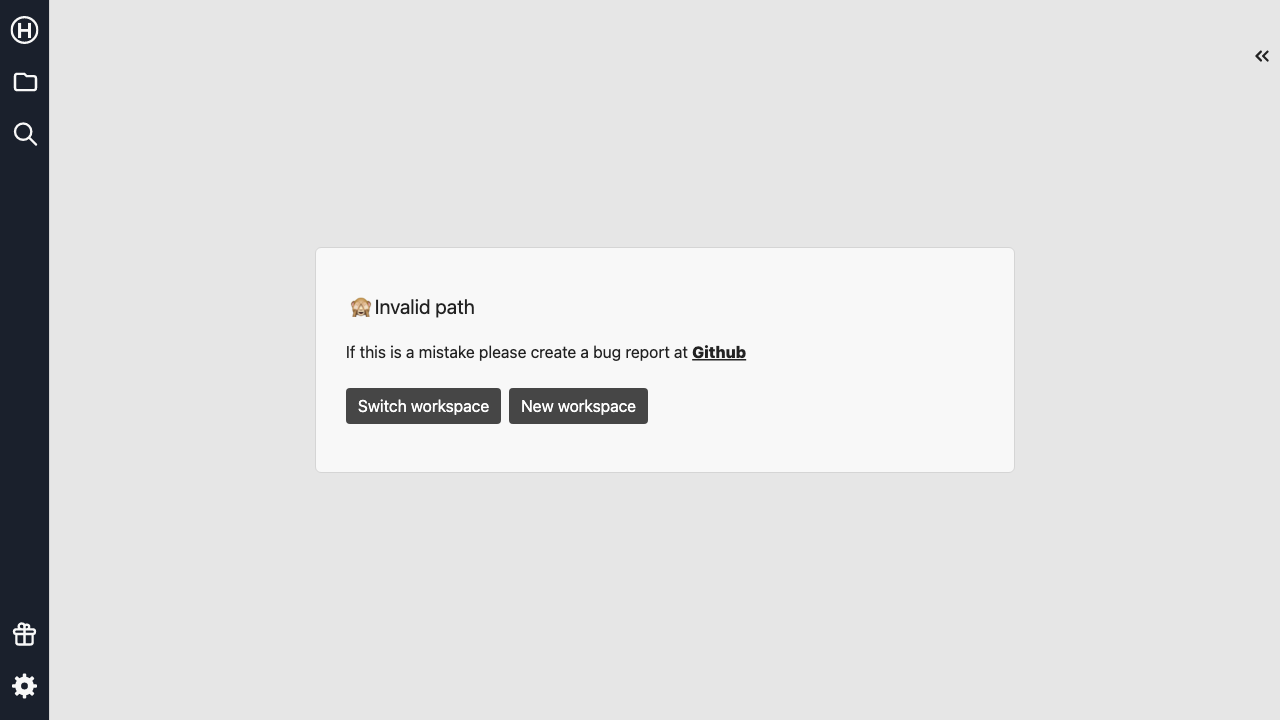 H
🙈 Invalid path
If this is a mistake please create a bug report at Github
Switch workspace New workspace